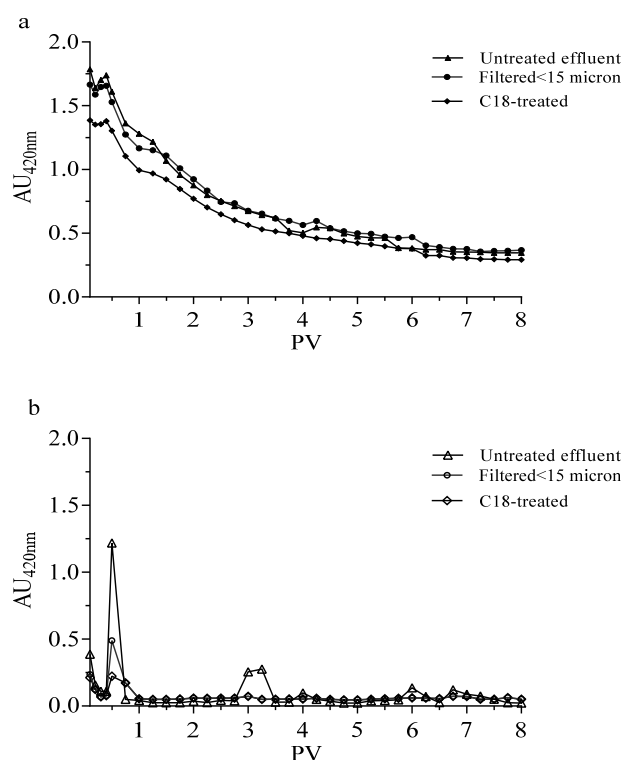 a
2.0
1.5
1.0
0.5
0.0
AU420nm
Untreated effluent
Filtered<15 micron
C18-treated
1 2 3 4 5 6 7 8
PV
b
2.0
1.5
1.0
0.5
0.0
AU420nm
Untreated effluent
Filtered<15 micron
C18-treated
1 2 3 4 5 6 7 8
PV